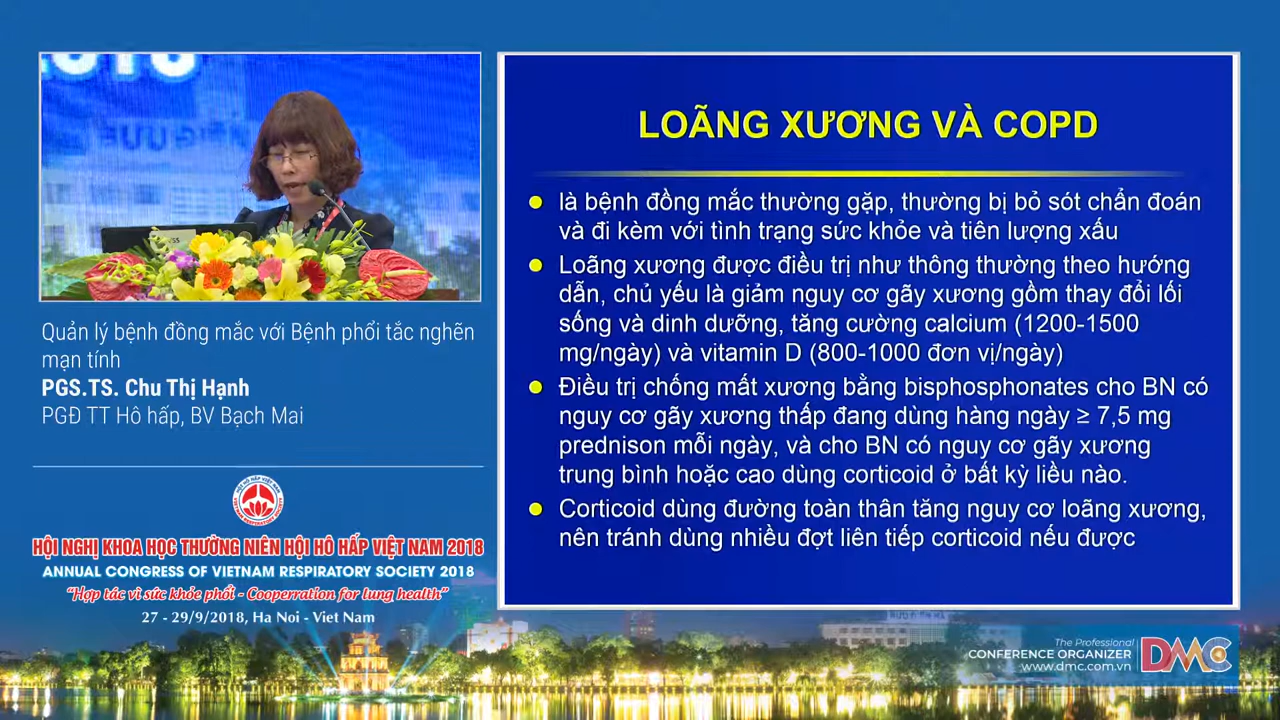 2018
Quản lý bệnh đồng mắc với Bệnh phổi tắc nghẽn
mạn tính
PGS.TS. Chu Thị Hạnh
PGĐ TT Hô hấp, BV Bạch Mai
HỘI HÔ HẤP VIỆT NAM
VIETNAM RESPIRATORY SOCIETY
HỘI NGHỊ KHOA HỌC THƯỜNG NIÊN HỘI HÔ HẤP VIỆT NAM 2018
ANNUAL CONGRESS OF VIETNAM RESPIRATORY SOCIETY 2018
"Hợp tác vì sức khỏe phổi - Cooperration for lung health"
27 - 29/9/2018, Ha Noi - Viet Nam
LOÃNG XƯƠNG VÀ COPD
là bệnh đồng mắc thường gặp, thường bị bỏ sót chẩn đoán
và đi kèm với tình trạng sức khỏe và tiên lượng xấu
Loãng xương được điều trị như thông thường theo hướng
dẫn, chủ yếu là giảm nguy cơ gãy xương gồm thay đổi lối
sống và dinh dưỡng, tăng cường calcium (1200-1500
mg/ngày) và vitamin D (800-1000 đơn vị/ngày)
Điều trị chống mất xương bằng bisphosphonates cho BN có
nguy cơ gãy xương thấp đang dùng hàng ngày ≥ 7,5 mg
prednison mỗi ngày, và cho BN có nguy cơ gãy xương
trung bình hoặc cao dùng corticoid ở bất kỳ liều nào.
Corticoid dùng đường toàn thân tăng nguy cơ loãng xương,
nên tránh dùng nhiều đợt liên tiếp corticoid nếu được
The Professional
CONFERENCE ORGANIZER
www.dmc.com.vn
DMC